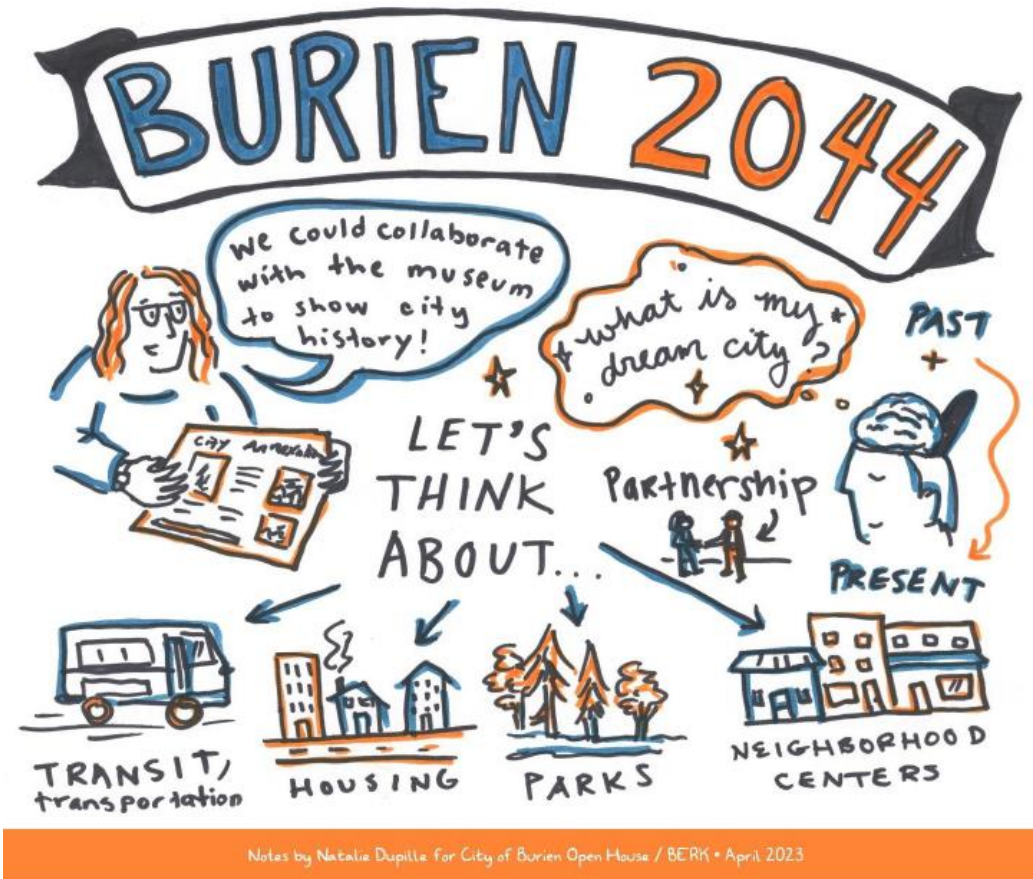 BURIEN 2044
we could collaborate
with the museum
to show city
history!
what is my
dream city?
PAST
+
PRESENT
city Annexation
LET'S
THINK
ABOUT...
Partnership
TRANSIT,
transportation
HOUSING
PARKS
NEIGHBORHOOD
CENTERS
Notes by Natalie Dupille for City of Burien Open House / BERK • April 2023